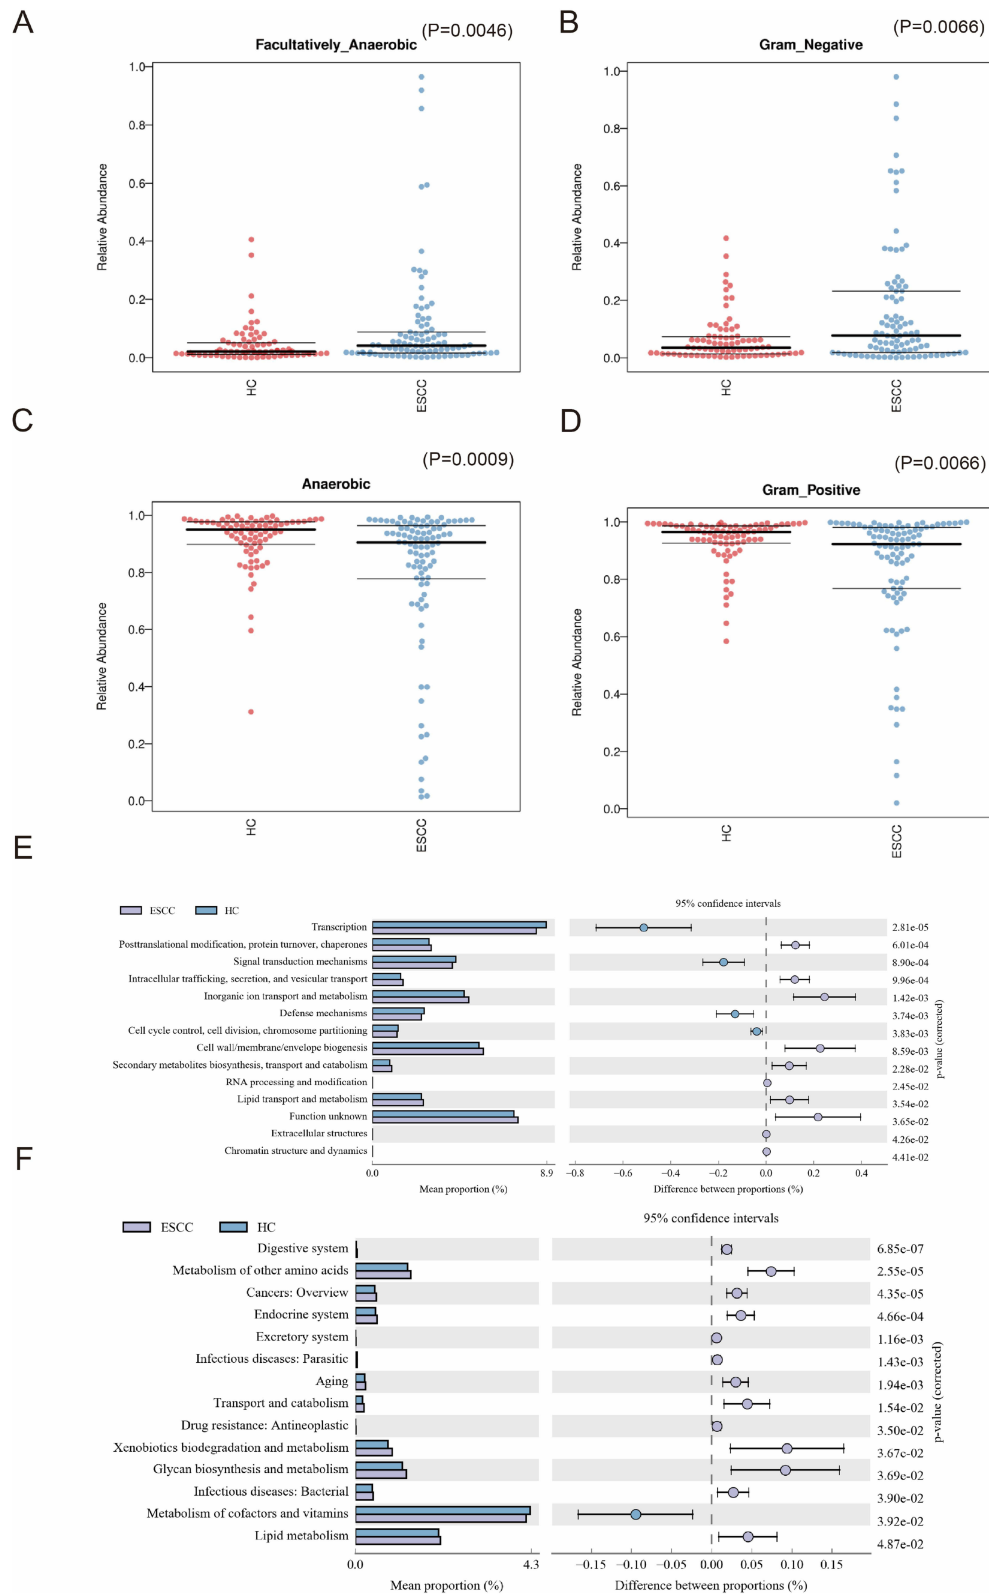 A
(P=0.0046)
Facultatively_Anaerobic
1.0
0.8
0.6
0.4
0.2
0.0
Relative Abundance
HC
ESCC
B
(P=0.0066)
Gram_Negative
1.0
0.8
0.6
0.4
0.2
0.0
Relative Abundance
HC
ESCC
C
(P=0.0009)
Anaerobic
1.0
0.8
0.6
0.4
0.2
0.0
Relative Abundance
HC
ESCC
D
(P=0.0066)
Gram_Positive
1.0
0.8
0.6
0.4
0.2
0.0
Relative Abundance
HC
ESCC
E
ESCC HC
95% confidence intervals
Transcription 2.81e-05
Posttranslational modification, protein turnover, chaperones 6.01e-04
Signal transduction mechanisms 8.90e-04
Intracellular trafficking, secretion, and vesicular transport 9.96e-04
Inorganic ion transport and metabolism 1.42e-03
Defense mechanisms 3.74e-03
Cell cycle control, cell division, chromosome partitioning 3.83e-03
Cell wall/membrane/envelope biogenesis 8.59e-03
Secondary metabolites biosynthesis, transport and catabolism 2.28e-02
RNA processing and modification 2.45e-02
Lipid transport and metabolism 3.54e-02
Function unknown 3.65e-02
Extracellular structures 4.26e-02
Chromatin structure and dynamics 4.41e-02
p-value (corrected)
0.0 8.9 −0.8 −0.6 −0.4 −0.2 0.0 0.2 0.4
Mean proportion (%) Difference between proportions (%)
F
ESCC HC
95% confidence intervals
Digestive system 6.85e-07
Metabolism of other amino acids 2.55e-05
Cancers: Overview 4.35e-05
Endocrine system 4.66e-04
Excretory system 1.16e-03
Infectious diseases: Parasitic 1.43e-03
Aging 1.94e-03
Transport and catabolism 1.54e-02
Drug resistance: Antineoplastic 3.50e-02
Xenobiotics biodegradation and metabolism 3.67e-02
Glycan biosynthesis and metabolism 3.69e-02
Infectious diseases: Bacterial 3.90e-02
Metabolism of cofactors and vitamins 3.92e-02
Lipid metabolism 4.87e-02
p-value (corrected)
0.0 4.3 −0.15 −0.10 −0.05 0.00 0.05 0.10 0.15
Mean proportion (%) Difference between proportions (%)